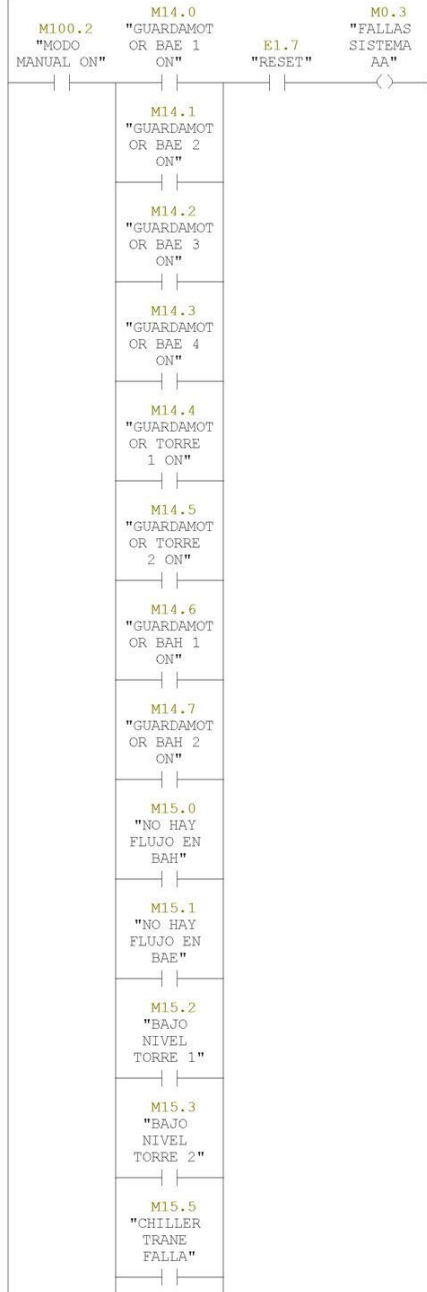 M100.2
"MODO
MANUAL ON"
M14.0
"GUARDAMOT
OR BAE 1
ON"
E1.7
"RESET"
M0.3
"FALLAS
SISTEMA
AA"
M14.1
"GUARDAMOT
OR BAE 2
ON"
M14.2
"GUARDAMOT
OR BAE 3
ON"
M14.3
"GUARDAMOT
OR BAE 4
ON"
M14.4
"GUARDAMOT
OR TORRE
1 ON"
M14.5
"GUARDAMOT
OR TORRE
2 ON"
M14.6
"GUARDAMOT
OR BAH 1
ON"
M14.7
"GUARDAMOT
OR BAH 2
ON"
M15.0
"NO HAY
FLUJO EN
BAH"
M15.1
"NO HAY
FLUJO EN
BAE"
M15.2
"BAJO
NIVEL
TORRE 1"
M15.3
"BAJO
NIVEL
TORRE 2"
M15.5
"CHILLER
TRANE
FALLA"